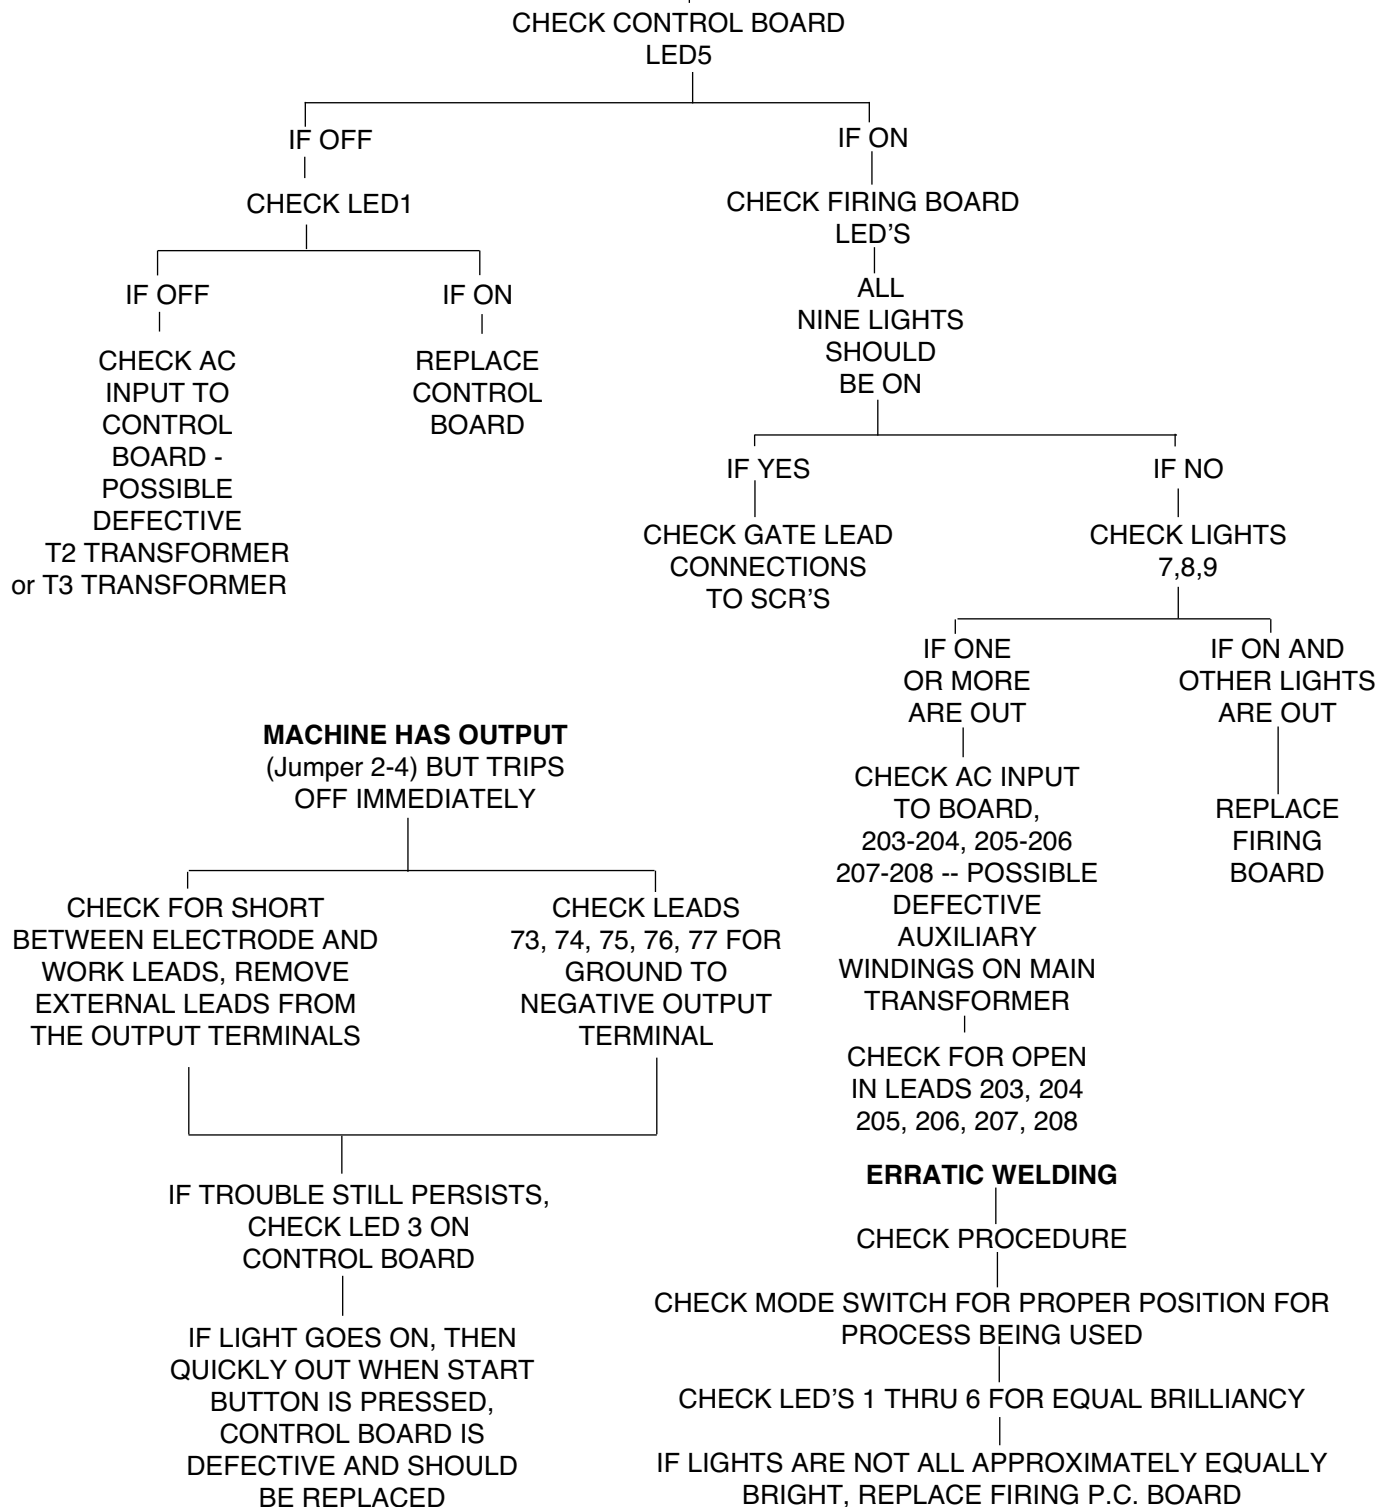 CHECK CONTROL BOARD
LED5
IF OFF
CHECK LED1
IF OFF
CHECK AC
INPUT TO
CONTROL
BOARD -
POSSIBLE
DEFECTIVE
T2 TRANSFORMER
or T3 TRANSFORMER
IF ON
REPLACE
CONTROL
BOARD
IF ON
CHECK FIRING BOARD
LED'S
ALL
NINE LIGHTS
SHOULD
BE ON
IF YES
CHECK GATE LEAD
CONNECTIONS
TO SCR'S
IF NO
CHECK LIGHTS
7,8,9
IF ONE
OR MORE
ARE OUT
CHECK AC INPUT
TO BOARD,
203-204, 205-206
207-208 -- POSSIBLE
DEFECTIVE
AUXILIARY
WINDINGS ON MAIN
TRANSFORMER
CHECK FOR OPEN
IN LEADS 203, 204
205, 206, 207, 208
IF ON AND
OTHER LIGHTS
ARE OUT
REPLACE
FIRING
BOARD
MACHINE HAS OUTPUT
(Jumper 2-4) BUT TRIPS
OFF IMMEDIATELY
CHECK FOR SHORT
BETWEEN ELECTRODE AND
WORK LEADS, REMOVE
EXTERNAL LEADS FROM
THE OUTPUT TERMINALS
CHECK LEADS
73, 74, 75, 76, 77 FOR
GROUND TO
NEGATIVE OUTPUT
TERMINAL
IF TROUBLE STILL PERSISTS,
CHECK LED 3 ON
CONTROL BOARD
IF LIGHT GOES ON, THEN
QUICKLY OUT WHEN START
BUTTON IS PRESSED,
CONTROL BOARD IS
DEFECTIVE AND SHOULD
BE REPLACED
ERRATIC WELDING
CHECK PROCEDURE
CHECK MODE SWITCH FOR PROPER POSITION FOR
PROCESS BEING USED
CHECK LED'S 1 THRU 6 FOR EQUAL BRILLIANCY
IF LIGHTS ARE NOT ALL APPROXIMATELY EQUALLY
BRIGHT, REPLACE FIRING P.C. BOARD